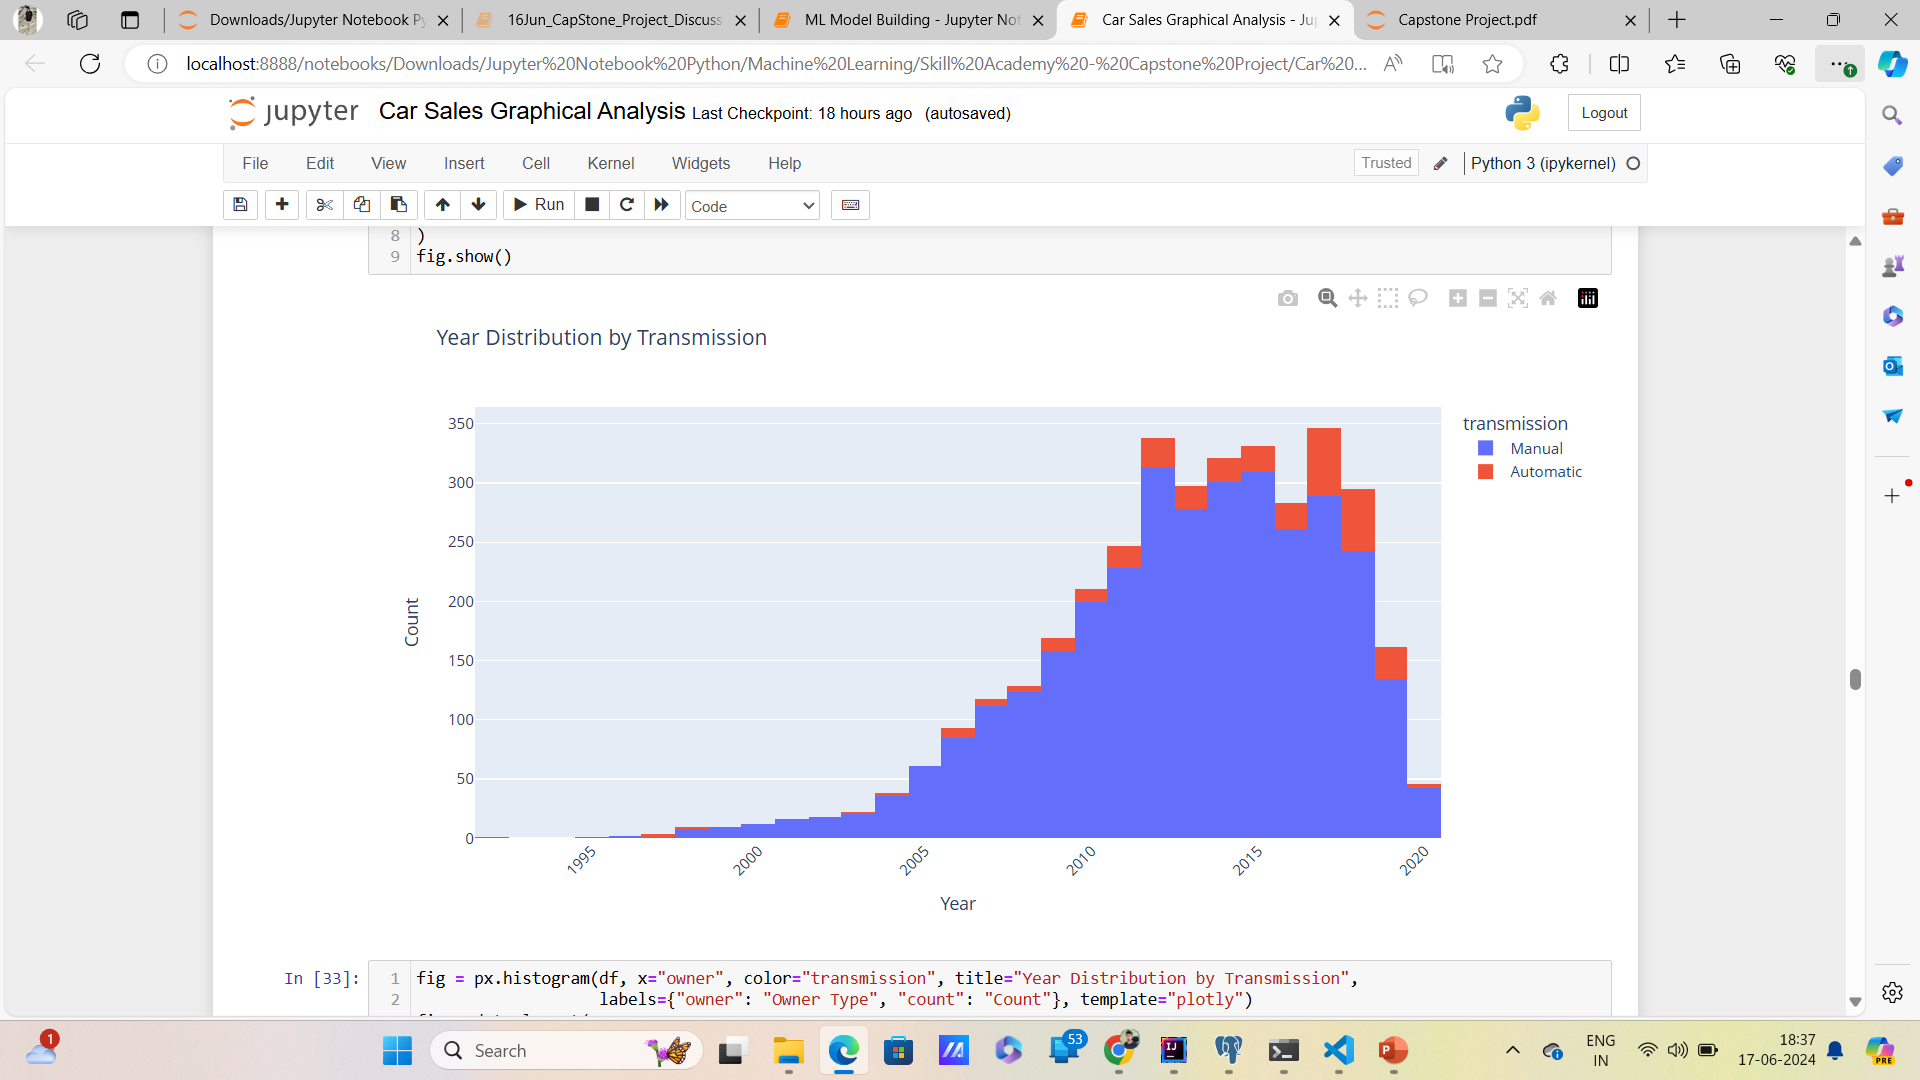 Downloads/Jupyter Notebook Py
16Jun_CapStone_Project_Discuss
ML Model Building - Jupyter Not
Car Sales Graphical Analysis - Jup
Capstone Project.pdf
localhost:8888/notebooks/Downloads/Jupyter%20Notebook%20Python/Machine%20Learning/Skill%20Academy%20-%20Capstone%20Project/Car%20...
jupyter Car Sales Graphical Analysis Last Checkpoint: 18 hours ago (autosaved)
Logout
File Edit View Insert Cell Kernel Widgets Help
Trusted
Python 3 (ipykernel)
Run
Code
8 )
9 fig.show()
Year Distribution by Transmission
350
300
250
200
150
100
50
0
Count
transmission
Manual
Automatic
1995 2000 2005 2010 2015 2020
Year
In [33]:
1 fig = px.histogram(df, x="owner", color="transmission", title="Year Distribution by Transmission",
2 labels={"owner": "Owner Type", "count": "Count"}, template="plotly")
1
Search
53
ENG
IN
18:37
17-06-2024
PRE